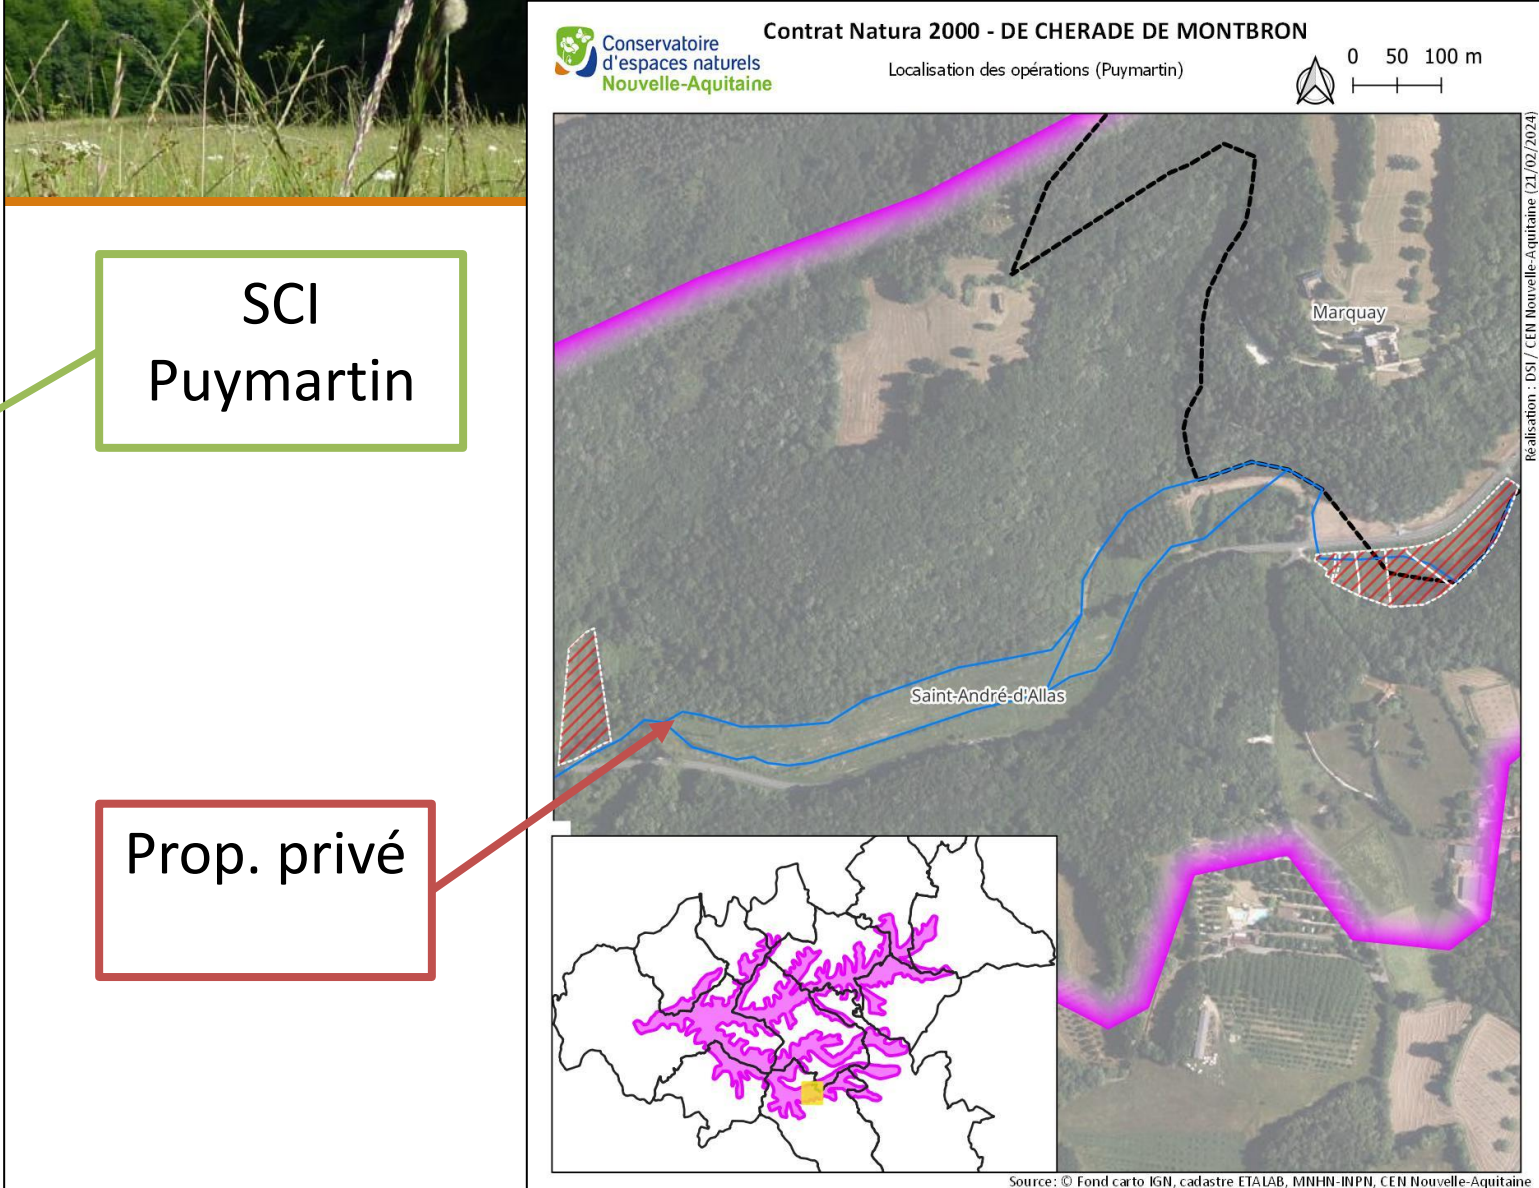 Conservatoire
d'espaces naturels
Nouvelle-Aquitaine
Contrat Natura 2000 - DE CHERADE DE MONTBRON
Localisation des opérations (Puymartin)
0 50 100 m
SCI
Puymartin
Prop. privé
Marquay
Saint-André-d'Allas
Réalisation : DSI / CEN Nouvelle-Aquitaine (21/02/2024)
Source: © Fond carto IGN, cadastre ETALAB, MNHN-INPN, CEN Nouvelle-Aquitaine